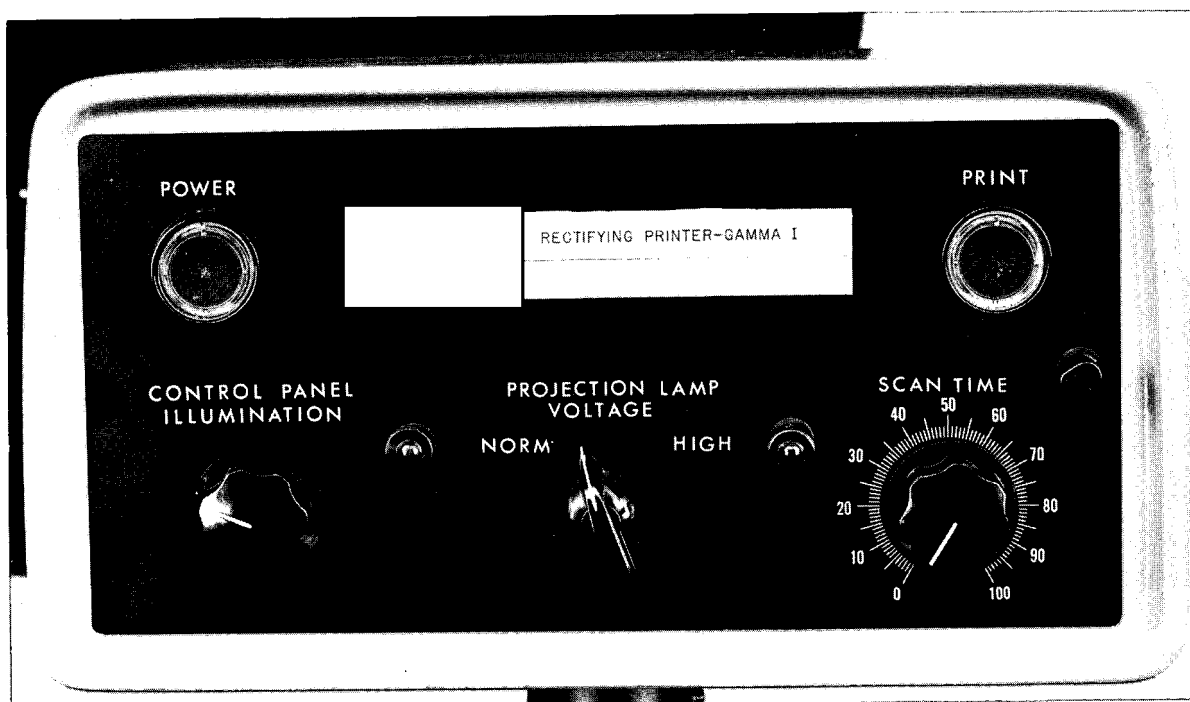 POWER
PRINT
RECTIFYING PRINTER-GAMMA I
CONTROL PANEL
ILLUMINATION
PROJECTION LAMP
VOLTAGE
NORM
HIGH
SCAN TIME
0
10
20
30
40
50
60
70
80
90
100